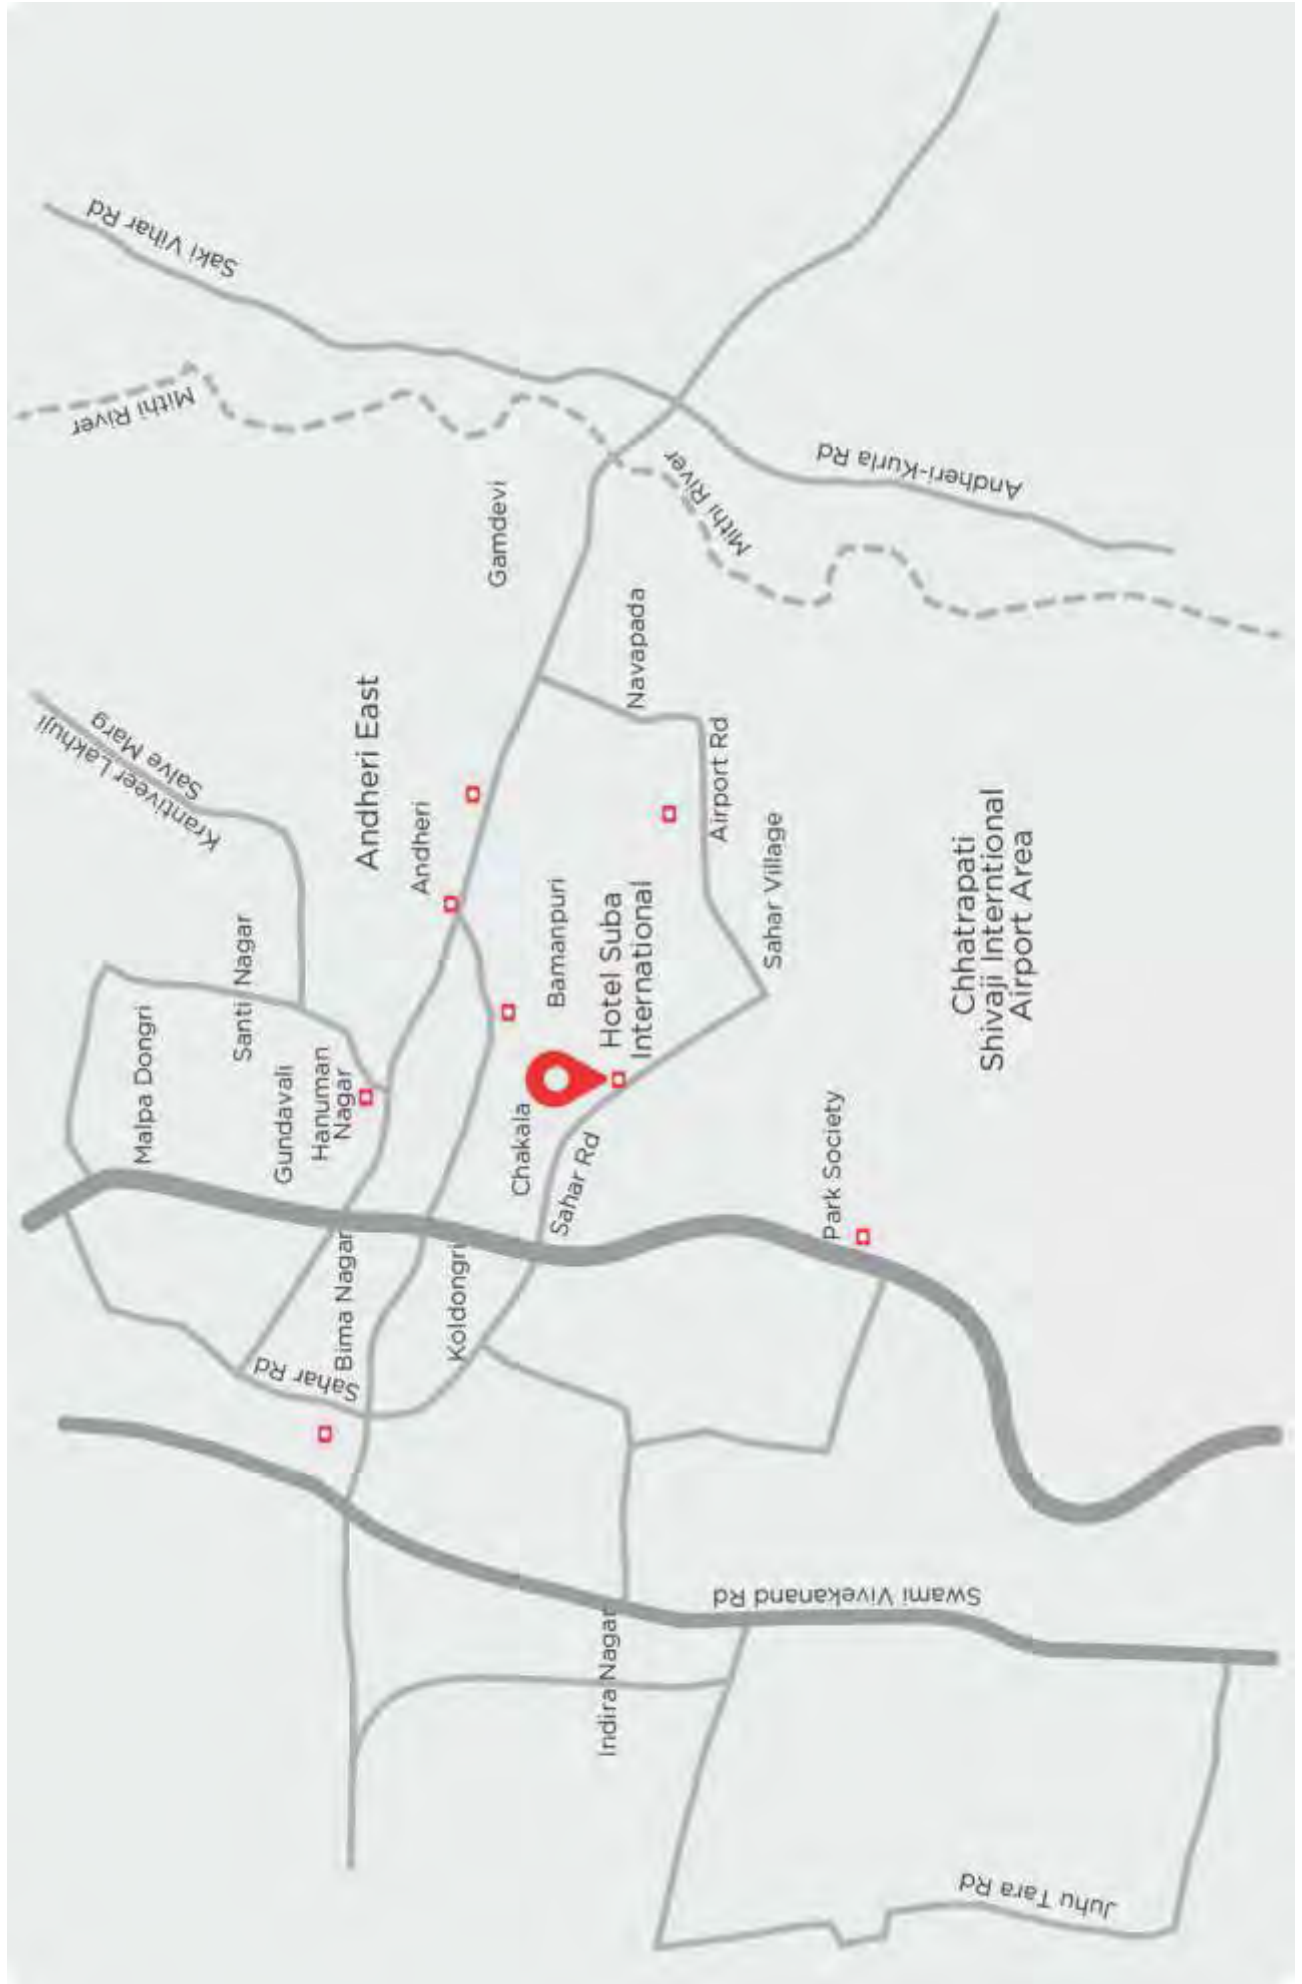 Saki Vihar Rd
Mithi River
Mithi River
Andheri-Kurla Rd
Gamdevi
Navapada
Krantiveer Lakhuji
Salve Marg
Andheri East
Andheri
Airport Rd
Sahar Village
Santi Nagar
Malpa Dongri
Gundavali
Hanuman
Nagar
Bamanpuri
Hotel Suba
International
Chakala
Sahar Rd
Chhatrapati
Shivaji Interntional
Airport Area
Park Society
Bima Nagar
Koldongri
Sahar Rd
Indira Nagar
Swami Vivekanand Rd
Juhu Tara Rd